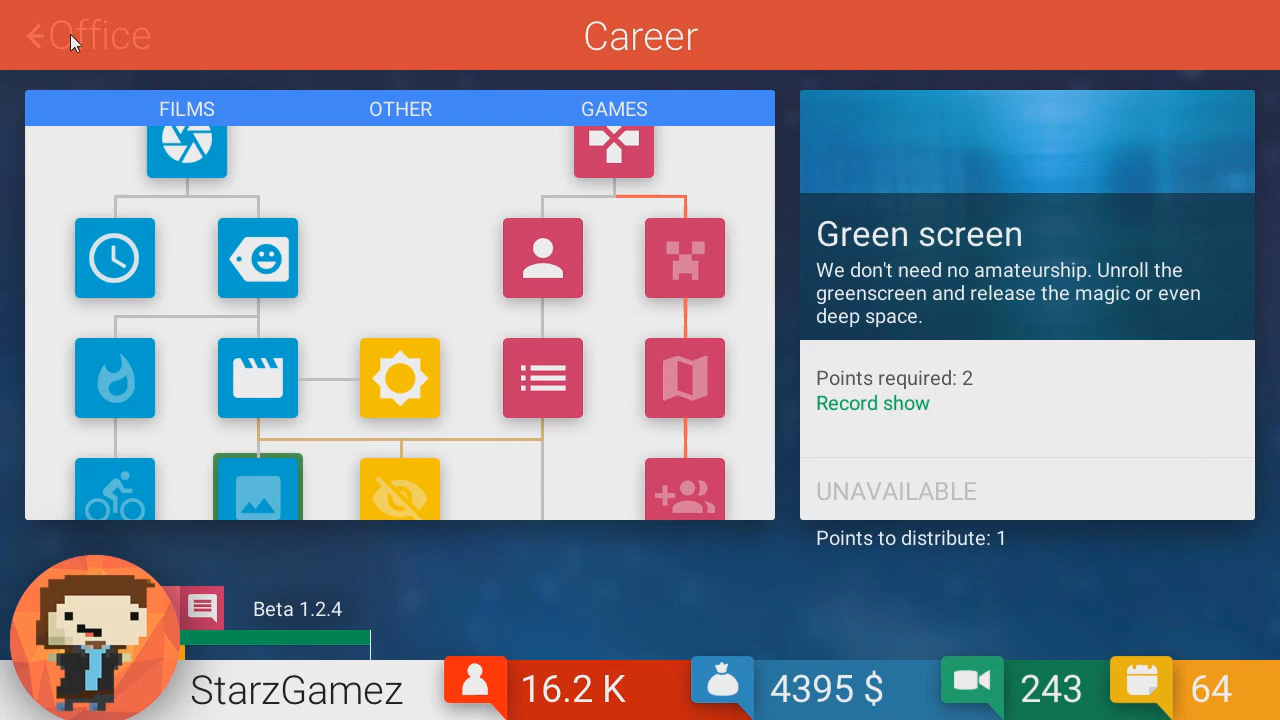 Office
Career
FILMS
OTHER
GAMES
Green screen
We don't need no amateurship. Unroll the
greenscreen and release the magic or even
deep space.
Points required: 2
Record show
UNAVAILABLE
Points to distribute: 1
Beta 1.2.4
StarzGamez
16.2 K
4395 $
243
64